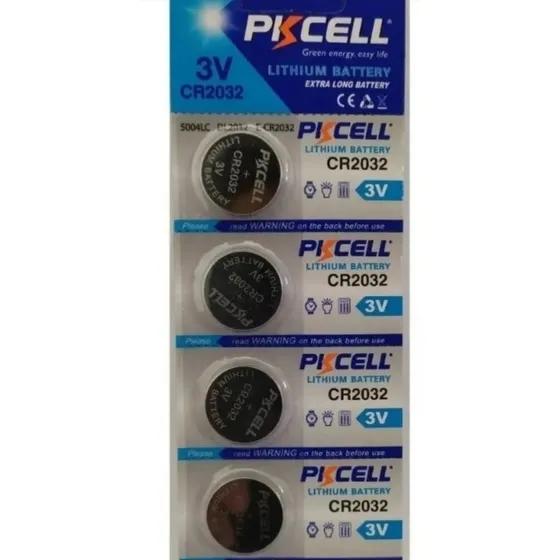 PKCELL
Green energy, easy life
3V
LITHIUM BATTERY
CR2032
EXTRA LONG BATTERY
CE
5004LC DL2032 E-CR2032
PKCELL
LITHIUM BATTERY
CR2032
3V
PKCELL
+
CR2032
3V
LITHIUM BATTERY
Please read WARNING on the back before use
PKCELL
LITHIUM BATTERY
CR2032
3V
PKCELL
+
CR2032
3V
LITHIUM BATTERY
Please read WARNING on the back before use
PKCELL
LITHIUM BATTERY
CR2032
3V
PKCELL
+
CR2032
3V
LITHIUM BATTERY
Please read WARNING on the back before use
PKCELL
LITHIUM BATTERY
CR2032
3V
PKCELL